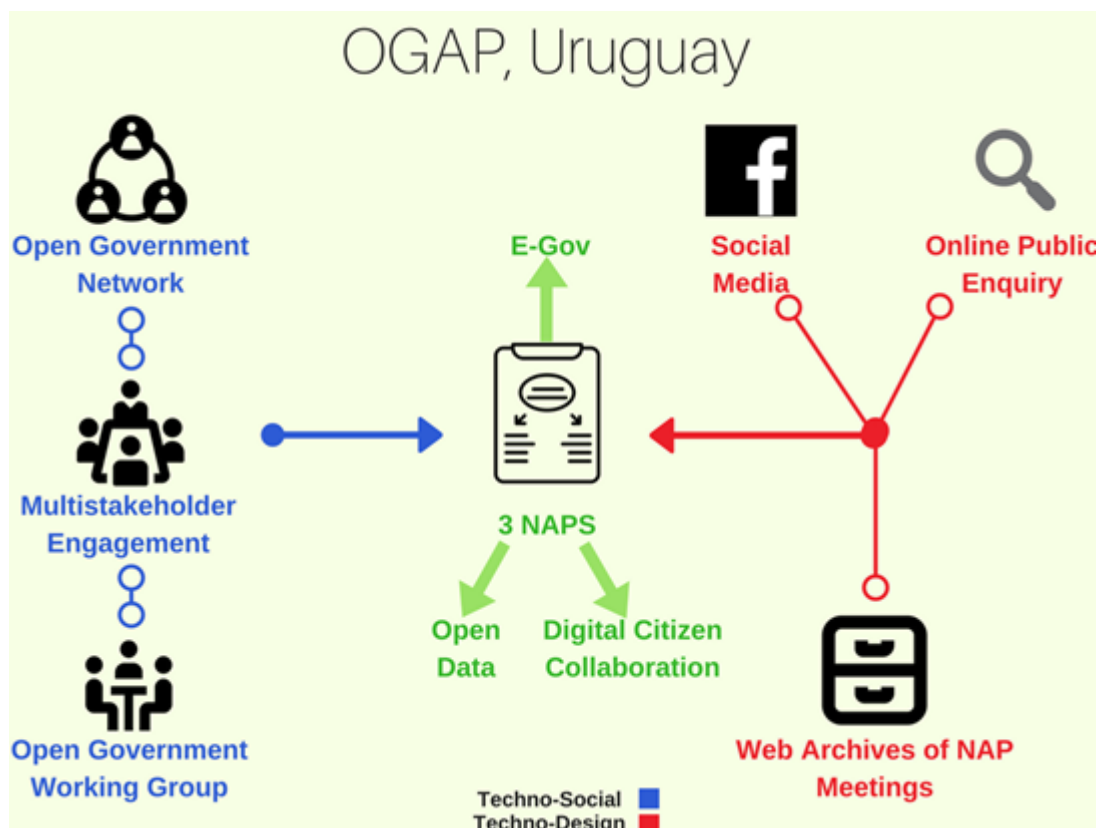 OGAP, Uruguay
Open Government
Network
Multistakeholder
Engagement
Open Government
Working Group
E-Gov
3 NAPS
Open
Data
Digital Citizen
Collaboration
f
Social
Media
Online Public
Enquiry
Web Archives of NAP
Meetings
Techno-Social
Techno-Design